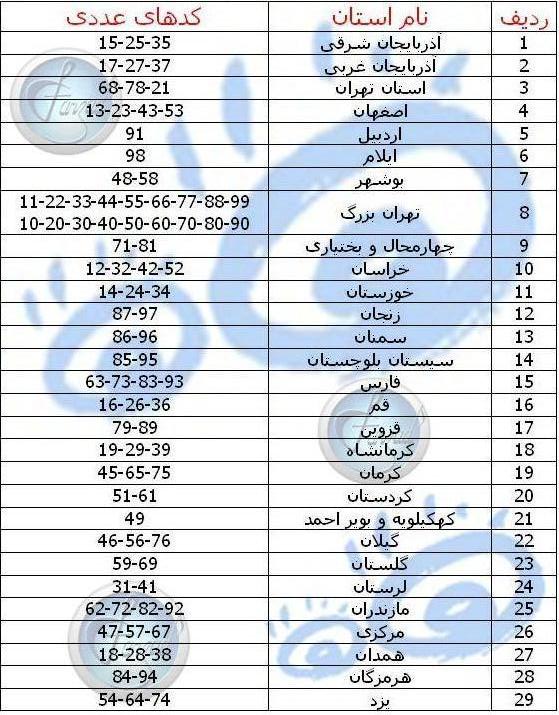 ردیف نام استان کدهای عددی
1 آذربایجان شرقی 15-25-35
2 آذربایجان غربی 17-27-37
3 استان تهران 68-78-21
4 اصفهان 13-23-43-53
5 اردبیل 91
6 ایلام 98
7 بوشهر 48-58
8 تهران بزرگ 11-22-33-44-55-66-77-88-99
10-20-30-40-50-60-70-80-90
9 چهارمحال و بختیاری 71-81
10 خراسان 12-32-42-52
11 خوزستان 14-24-34
12 زنجان 87-97
13 سمنان 86-96
14 سیستان بلوچستان 85-95
15 فارس 63-73-83-93
16 قم 16-26-36
17 قزوین 79-89
18 کرمانشاه 19-29-39
19 کرمان 45-65-75
20 کردستان 51-61
21 کهکیلویه و بویر احمد 49
22 گیلان 46-56-76
23 گلستان 59-69
24 لرستان 31-41
25 مازندران 62-72-82-92
26 مرکزی 47-57-67
27 همدان 18-28-38
28 هرمزگان 84-94
29 یزد 54-64-74